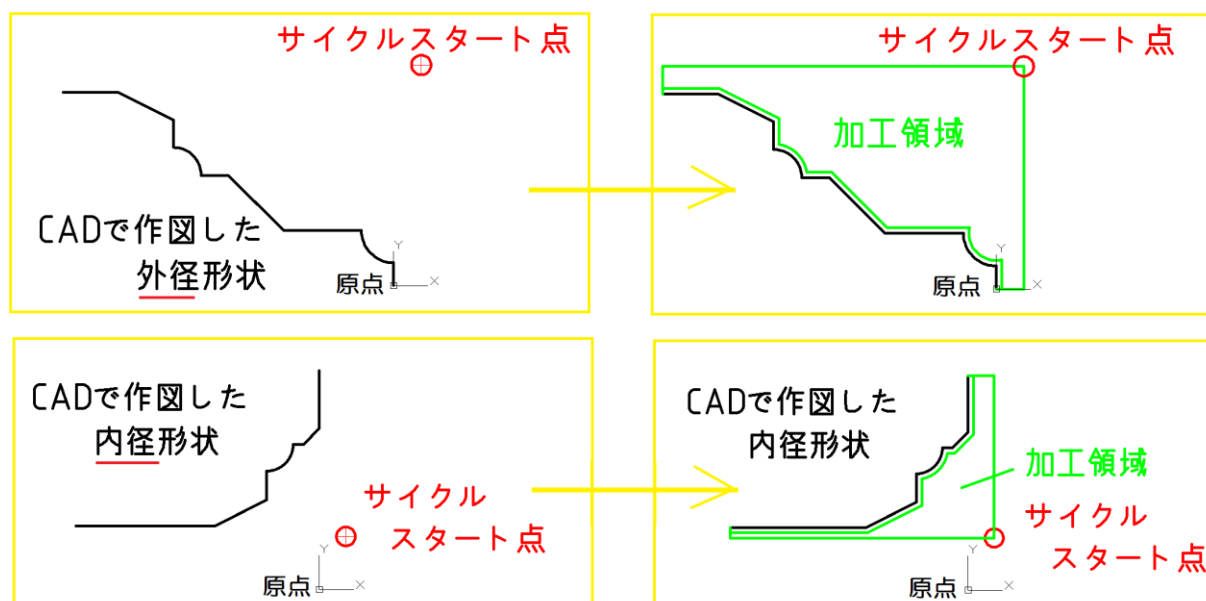 サイクルスタート点
CADで作図した
外径形状
Y
原点
X
サイクルスタート点
加工領域
Y
原点
X
CADで作図した
内径形状
サイクル
スタート点
Y
原点
X
CADで作図した
内径形状
加工領域
サイクル
スタート点
Y
原点
X